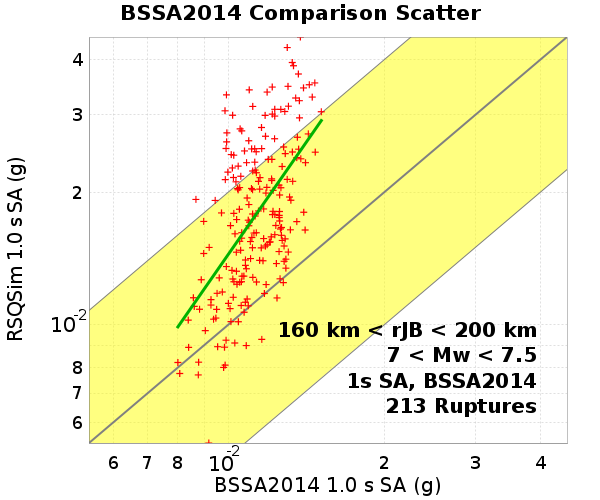 BSSA2014 Comparison Scatter
RSQSim 1.0 s SA (g)
4
3
2
10^-2
8
7
6
160 km < rJB < 200 km
7 < Mw < 7.5
1s SA, BSSA2014
213 Ruptures
6 7 8 10^-2 2 3 4
BSSA2014 1.0 s SA (g)